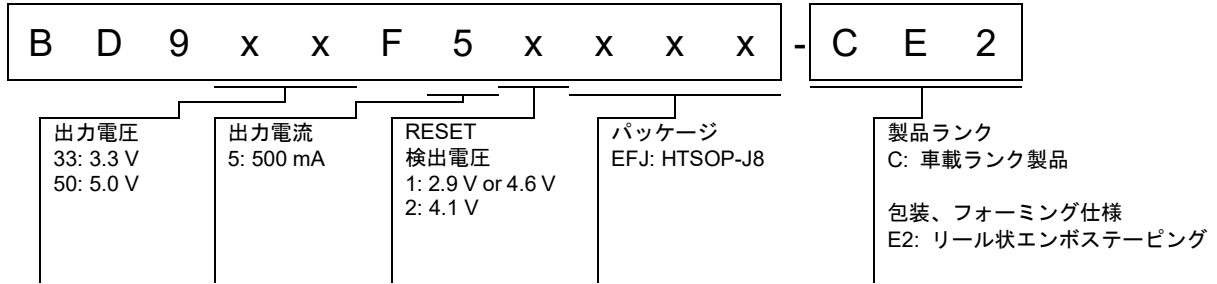 B D 9 x x F 5 x x x x - C E 2
出力電圧
33: 3.3 V
50: 5.0 V
出力電流
5: 500 mA
RESET
検出電圧
1: 2.9 V or 4.6 V
2: 4.1 V
パッケージ
EFJ: HTSOP-J8
製品ランク
C: 車載ランク製品
包装、フォーミング仕様
E2: リール状エンボステーピング